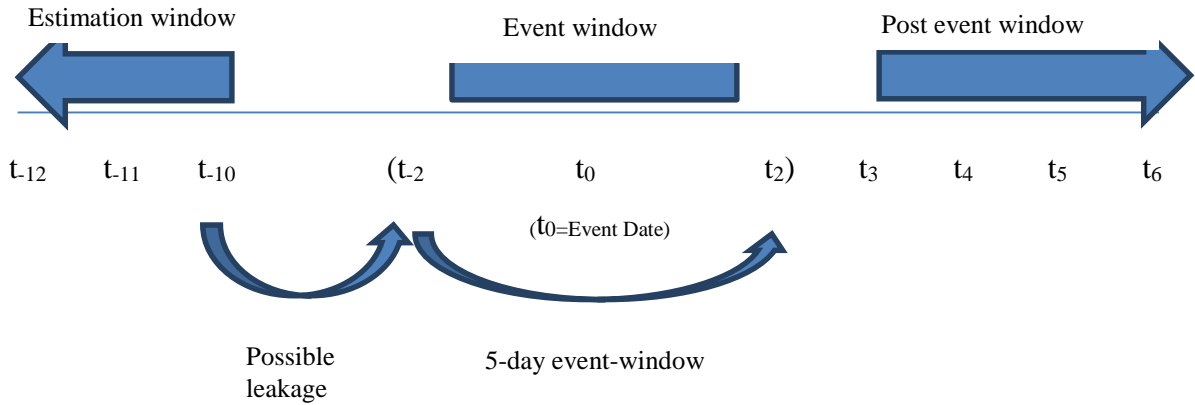 Estimation window Event window Post event window
t-12 t-11 t-10 (t-2 t0 t2) t3 t4 t5 t6
(t0=Event Date)
Possible
leakage
5-day event-window